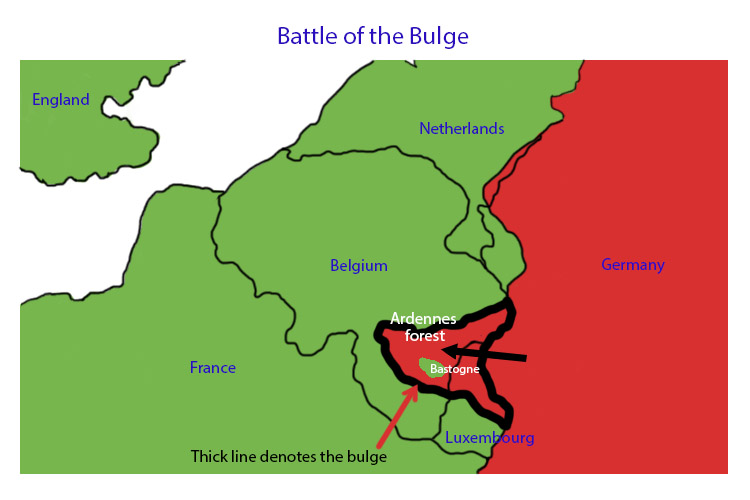 Battle of the Bulge
England
Netherlands
Belgium
Germany
Ardennes
forest
Bastogne
France
Luxembourg
Thick line denotes the bulge